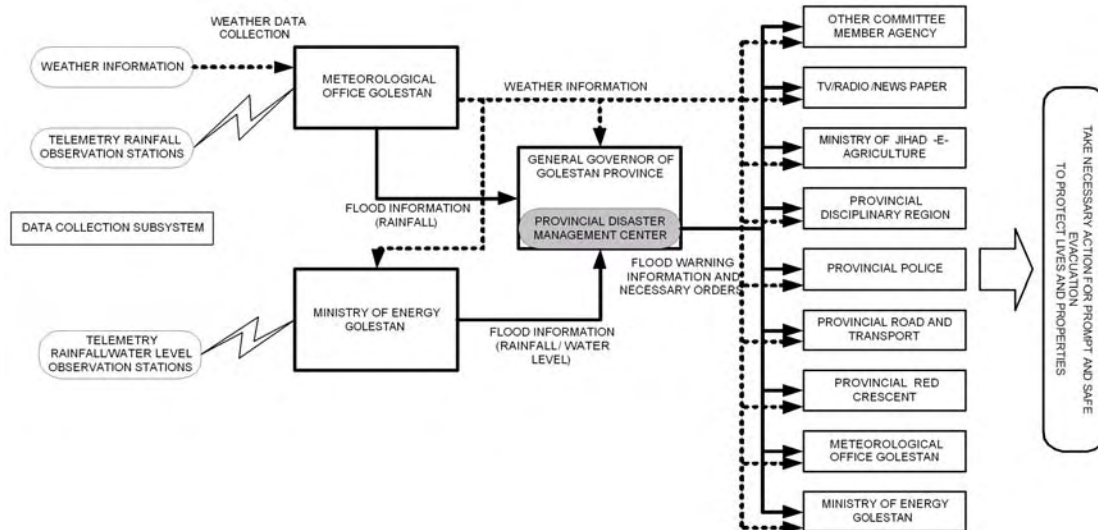 WEATHER DATA
COLLECTION
WEATHER INFORMATION
METEOROLOGICAL
OFFICE GOLESTAN
TELEMETRY RAINFALL
OBSERVATION STATIONS
WEATHER INFORMATION
DATA COLLECTION SUBSYSTEM
FLOOD INFORMATION
(RAINFALL)
GENERAL GOVERNOR OF
GOLESTAN PROVINCE
PROVINCIAL DISASTER
MANAGEMENT CENTER
FLOOD WARNING
INFORMATION AND
NECESSARY ORDERS
MINISTRY OF ENERGY
GOLESTAN
TELEMETRY
RAINFALL/WATER LEVEL
OBSERVATION STATIONS
FLOOD INFORMATION
(RAINFALL/ WATER
LEVEL)
OTHER COMMITTEE
MEMBER AGENCY
TV/RADIO /NEWS PAPER
MINISTRY OF JIHAD -E-
AGRICULTURE
PROVINCIAL
DISCIPLINARY REGION
PROVINCIAL POLICE
PROVINCIAL ROAD AND
TRANSPORT
PROVINCIAL RED
CRESCENT
METEOROLOGICAL
OFFICE GOLESTAN
MINISTRY OF ENERGY
GOLESTAN
TAKE NECESSARY ACTION FOR PROMPT AND SAFE
EVACUATION
TO PROTECT LIVES AND PROPERTIES